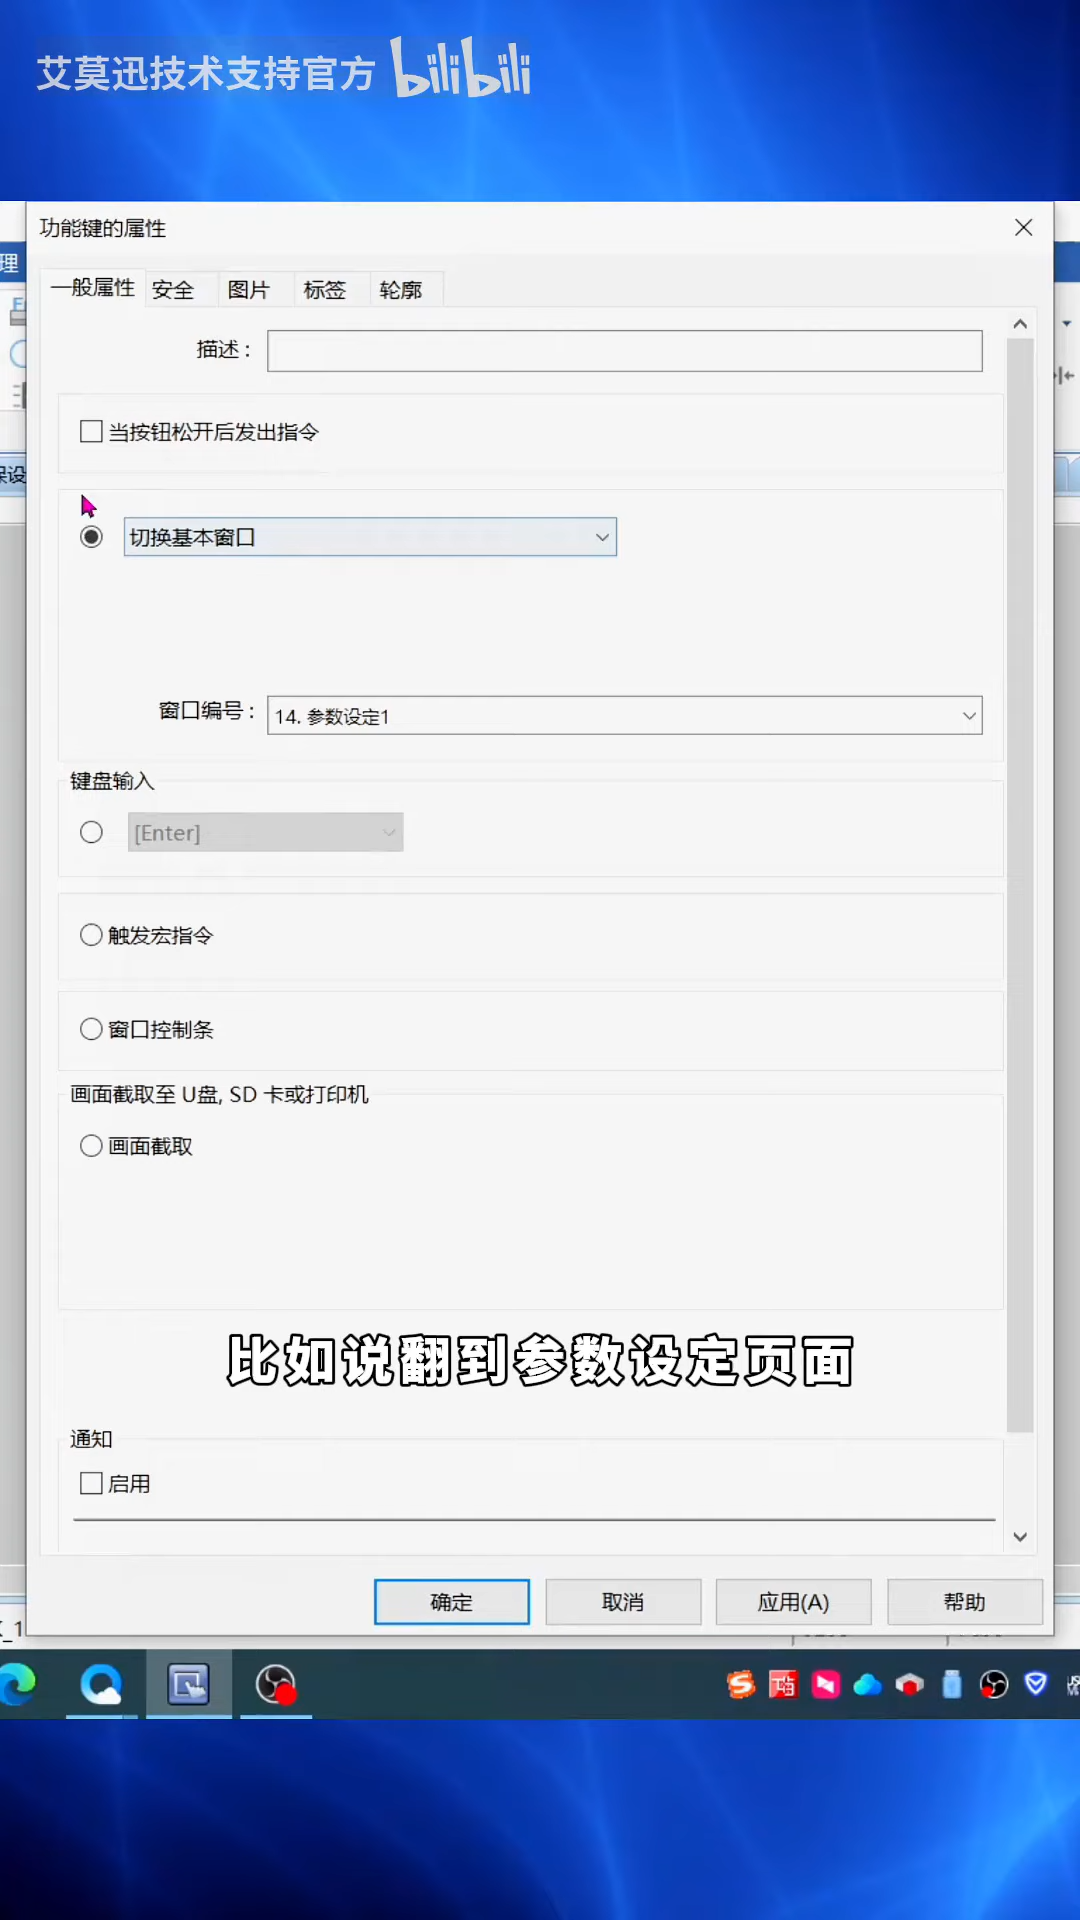 艾莫迅技术支持官方 bilibili
功能键的属性
理
一般属性 安全 图片 标签 轮廓
描述：
当按钮松开后发出指令
保设
切换基本窗口
窗口编号： 14. 参数设定1
键盘输入
[Enter]
触发宏指令
窗口控制条
画面截取至 U盘, SD 卡或打印机
画面截取
比如说翻到参数设定页面
通知
启用
确定 取消 应用(A) 帮助
_1